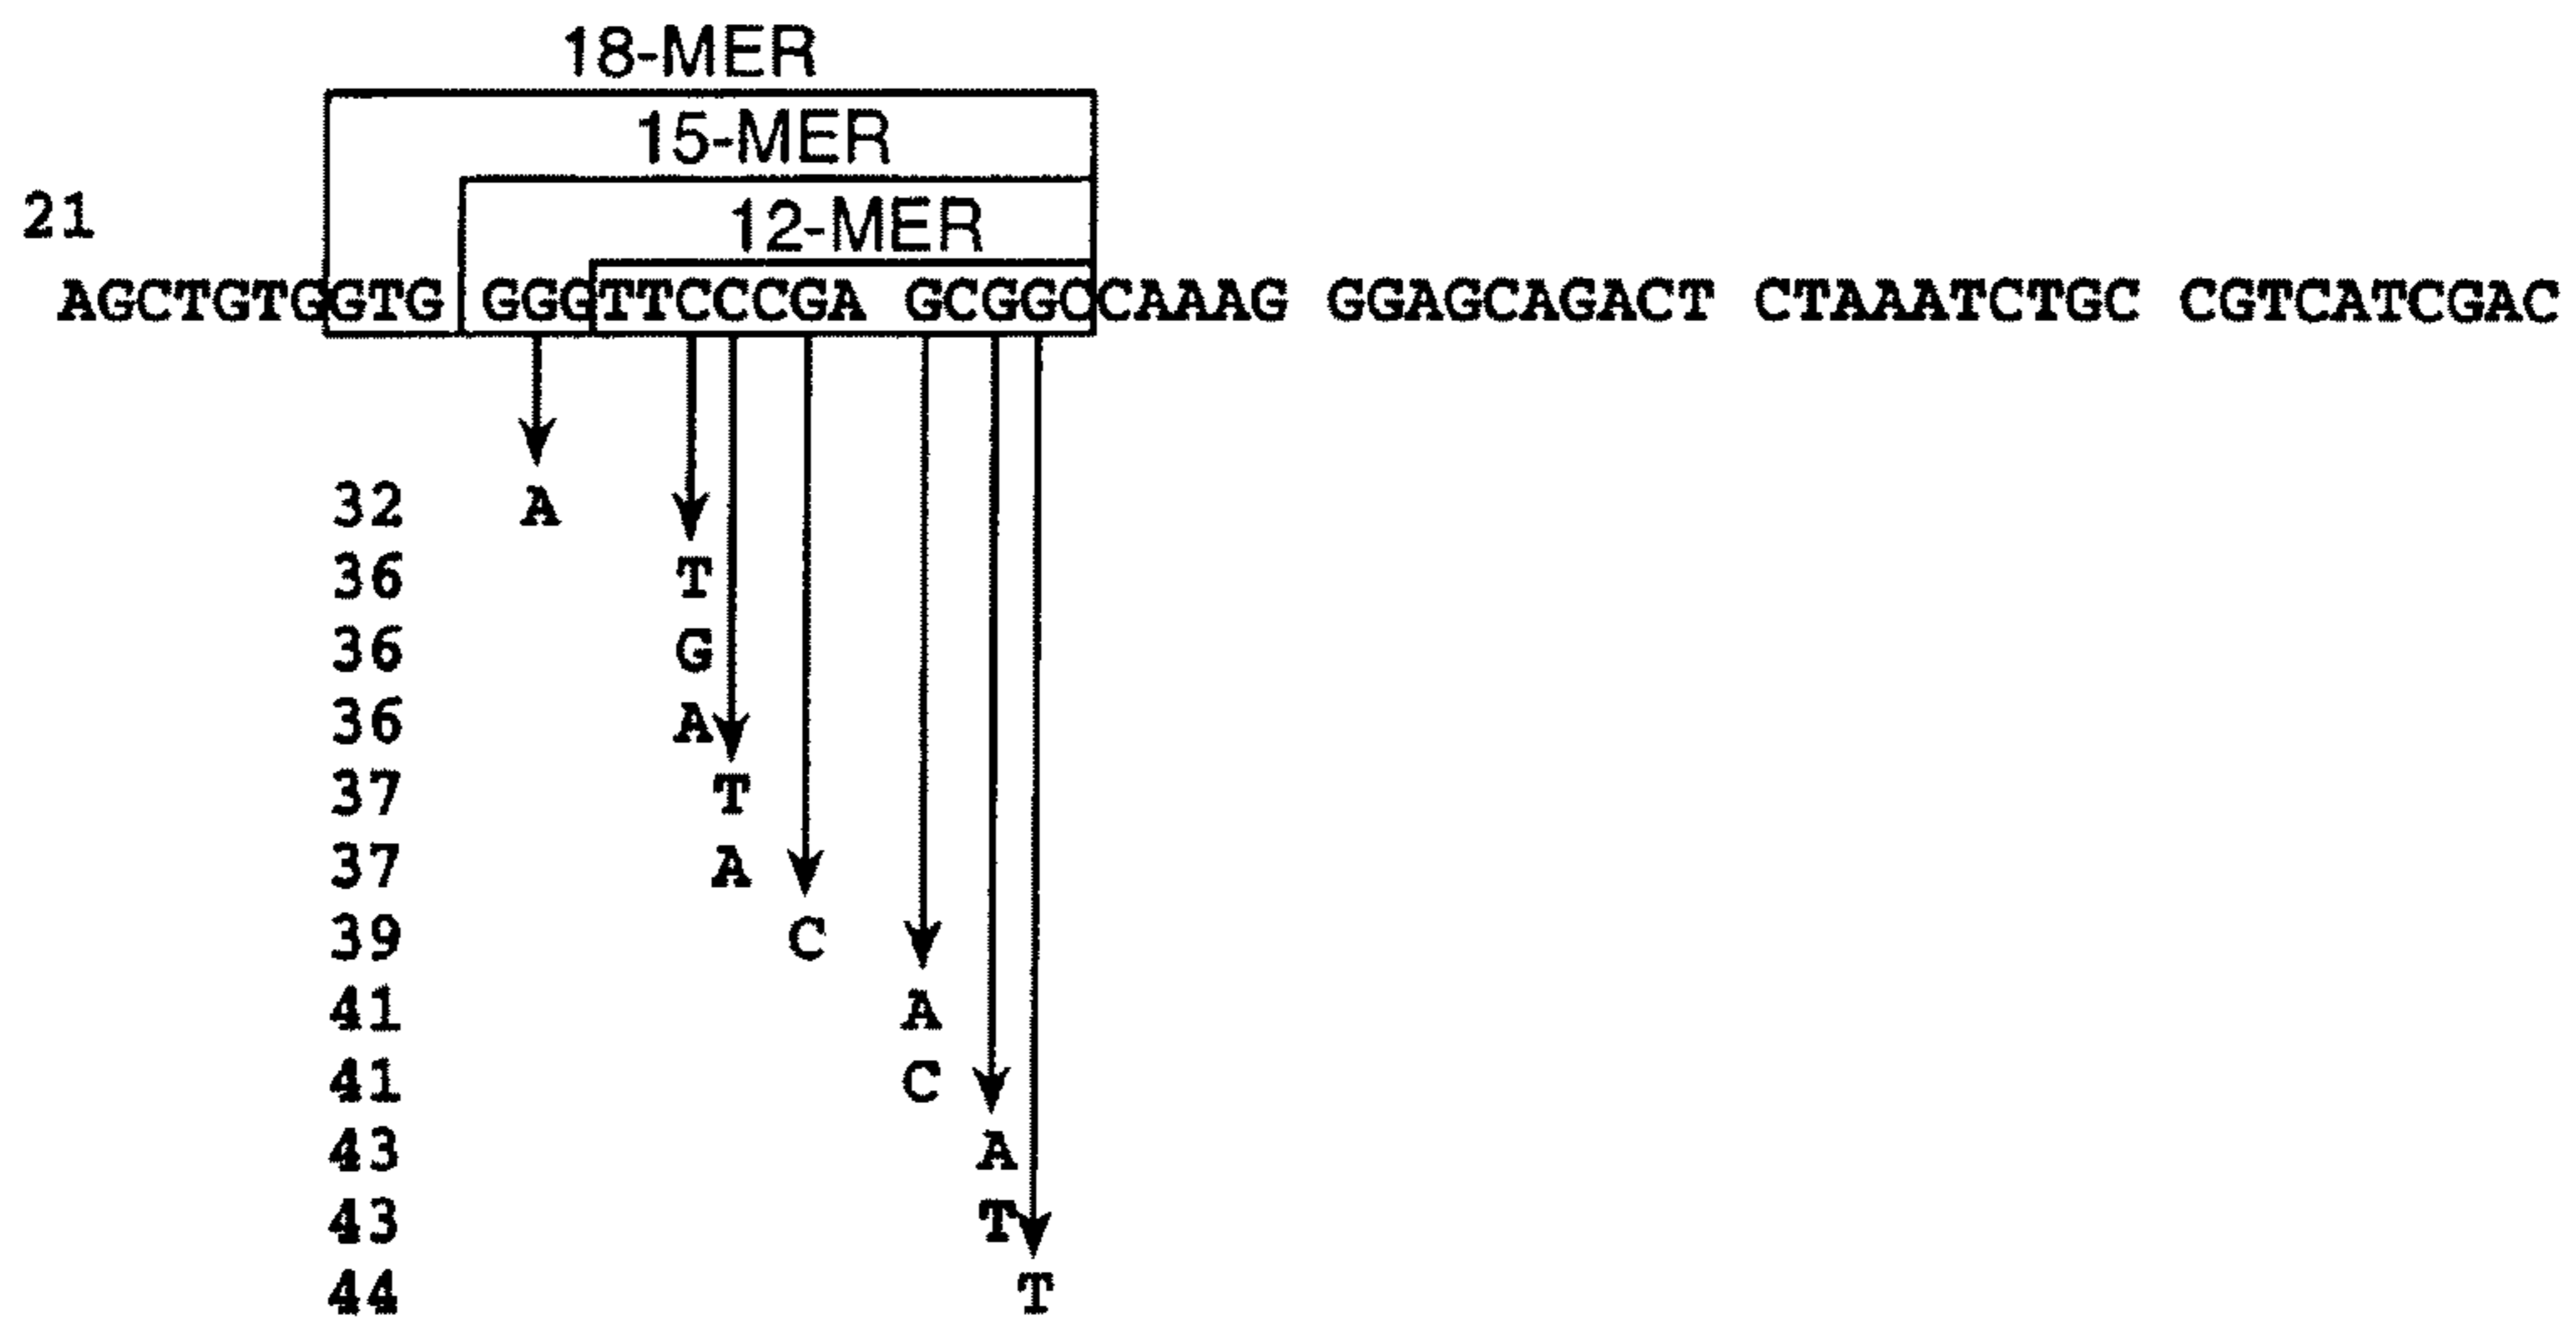 18-MER
15-MER
21
12-MER
AGCTGTGGTG GGGTTCCCGA GCGGCCAAAG GGAGCAGACT CTAAATCTGC CGTCATCGAC
32 A
36 T
36 G
36 A
37 T
37 A
39 C
41 A
41 C
43 A
43 T
44 T